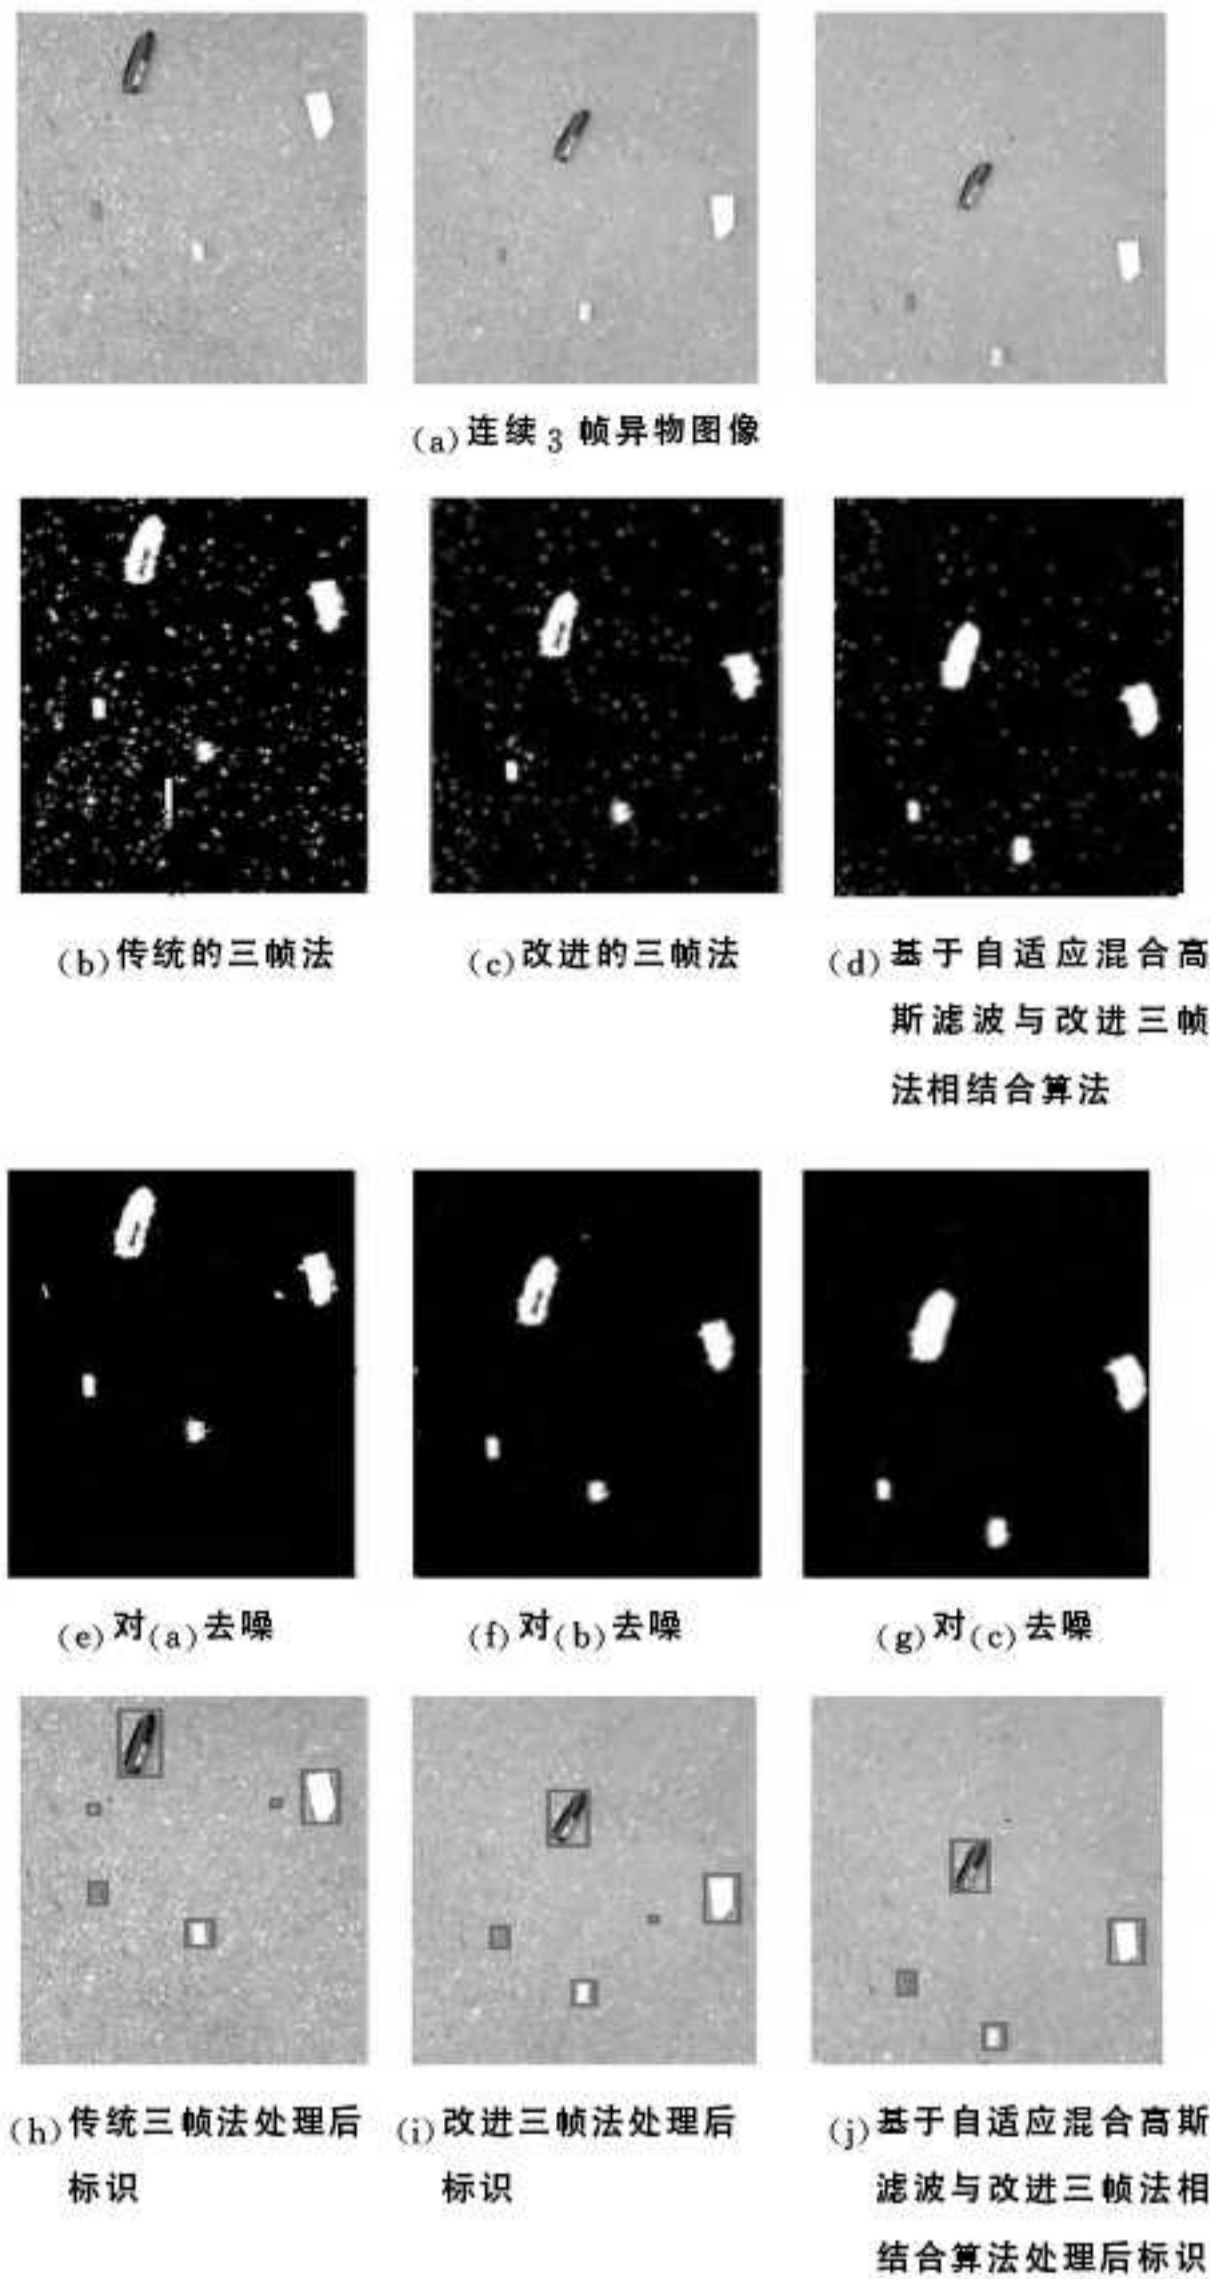 (a)连续3帧异物图像
(b)传统的三帧法
(c)改进的三帧法
(d)基于自适应混合高
斯滤波与改进三帧
法相结合算法
(e)对(a)去噪
(f)对(b)去噪
(g)对(c)去噪
(h)传统三帧法处理后
标识
(i)改进三帧法处理后
标识
(j)基于自适应混合高斯
滤波与改进三帧法相
结合算法处理后标识